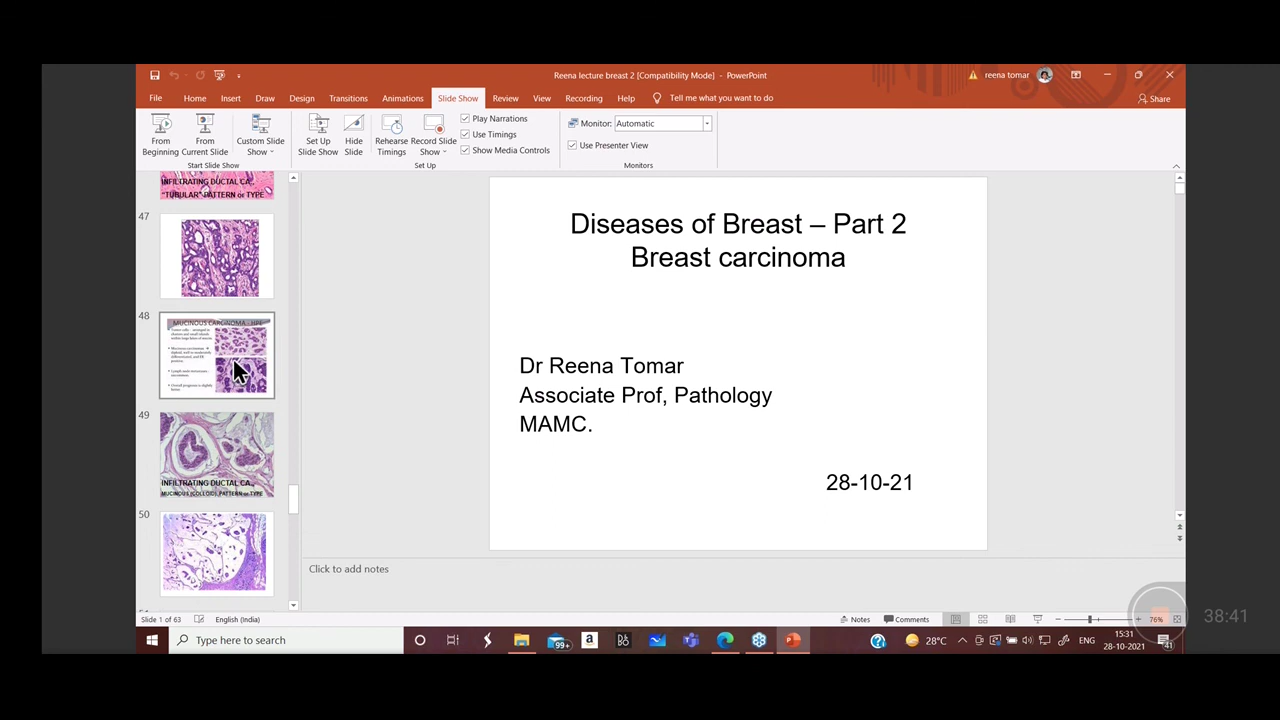 Reena lecture breast 2 [Compatibility Mode] - PowerPoint
reena tomar
File Home Insert Draw Design Transitions Animations Slide Show Review View Recording Help Tell me what you want to do
Share
From Beginning
From Current Slide
Custom Slide Show
Start Slide Show
Set Up Slide Show
Hide Slide
Rehearse Timings
Record Slide Show
Play Narrations
Use Timings
Show Media Controls
Set Up
Monitor: Automatic
Use Presenter View
Monitors
INFILTRATING DUCTAL CA.,
"TUBULAR" PATTERN or TYPE
47
48
MUCINOUS CARCINOMA - HPE
49
INFILTRATING DUCTAL CA.,
MUCINOUS (COLLOID), PATTERN or TYPE
50
Diseases of Breast – Part 2
Breast carcinoma
Dr Reena Tomar
Associate Prof, Pathology
MAMC.
28-10-21
Click to add notes
Slide 1 of 63
English (India)
Notes
Comments
76%
38:41
Type here to search
99+
28°C
ENG
15:31
28-10-2021
41